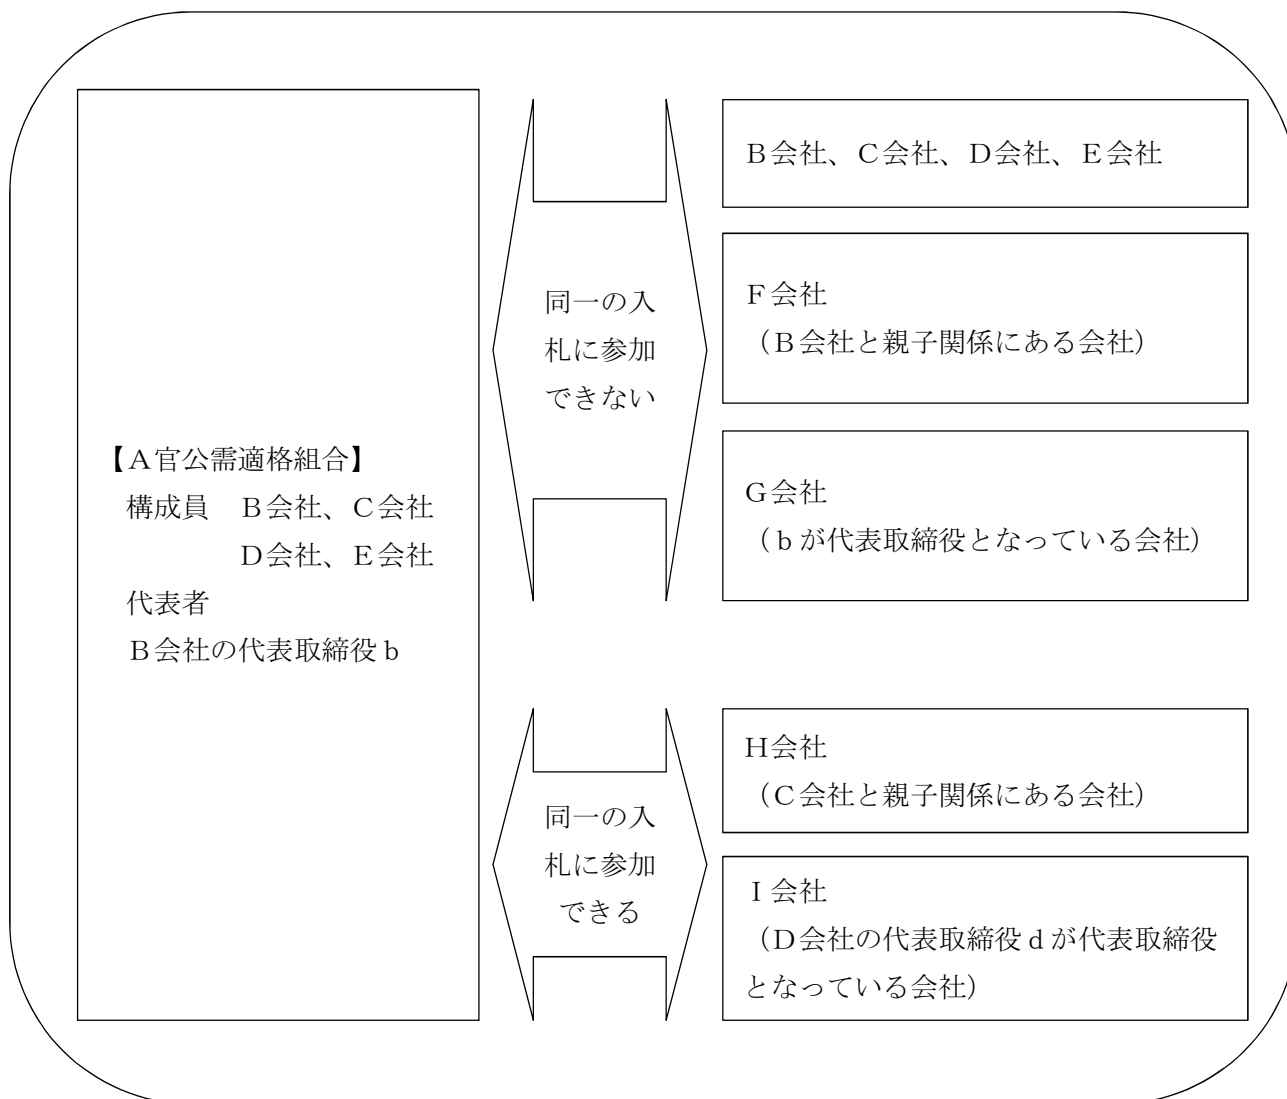 【Ａ官公需適格組合】
構成員　Ｂ会社、Ｃ会社
Ｄ会社、Ｅ会社
代表者
Ｂ会社の代表取締役ｂ
同一の入
札に参加
できない
Ｂ会社、Ｃ会社、Ｄ会社、Ｅ会社
Ｆ会社
（Ｂ会社と親子関係にある会社）
Ｇ会社
（ｂが代表取締役となっている会社）
同一の入
札に参加
できる
Ｈ会社
（Ｃ会社と親子関係にある会社）
Ｉ会社
（Ｄ会社の代表取締役ｄが代表取締役
となっている会社）